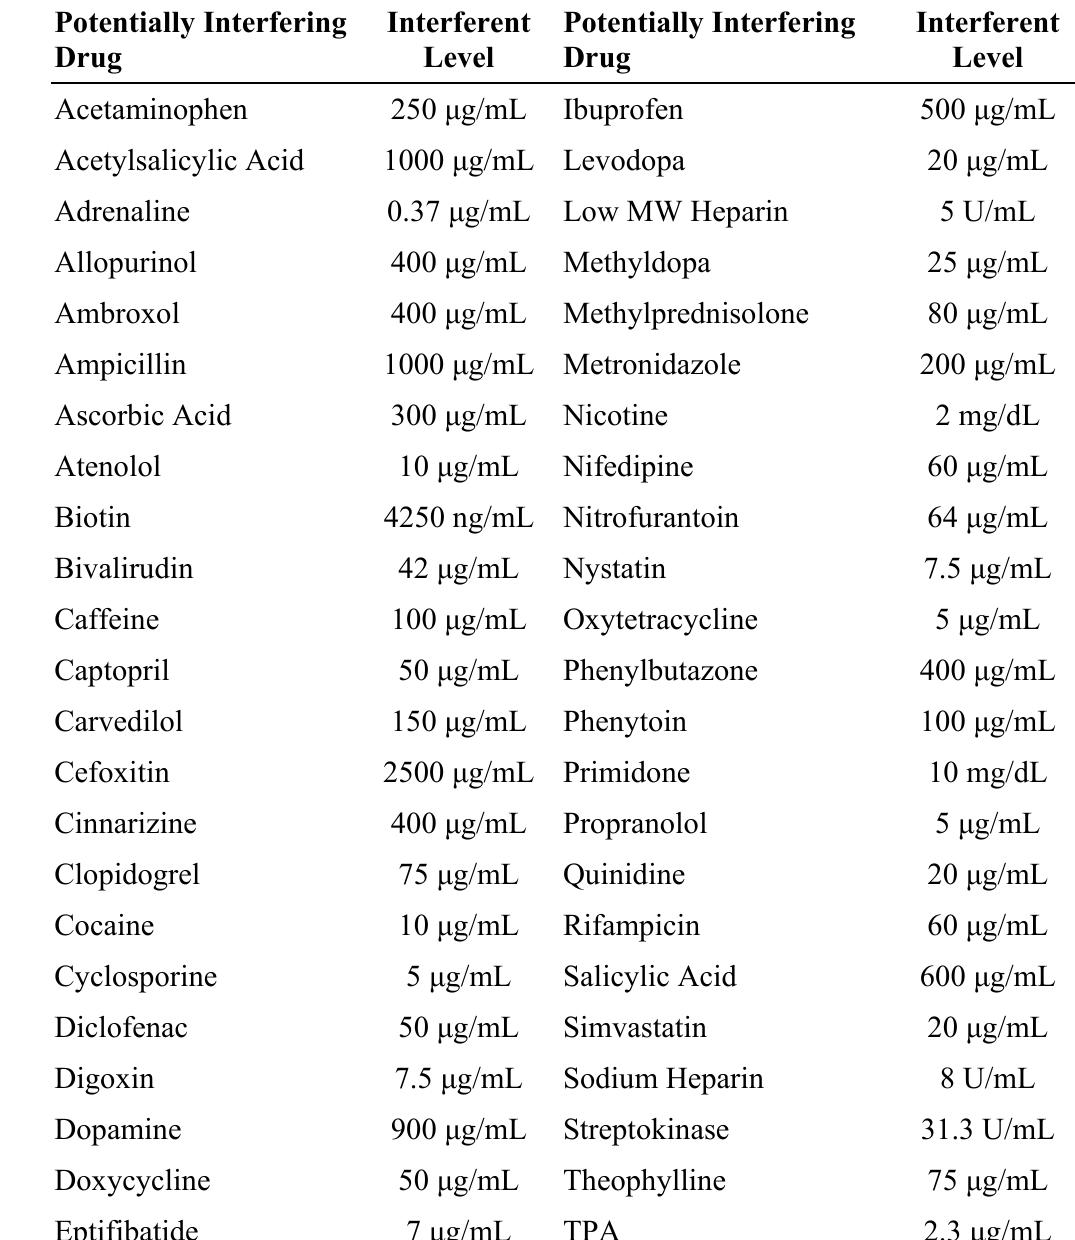 Potentially Interfering Drug Interferent Level Potentially Interfering Drug Interferent Level
Acetaminophen 250 μg/mL Ibuprofen 500 μg/mL
Acetylsalicylic Acid 1000 μg/mL Levodopa 20 μg/mL
Adrenaline 0.37 μg/mL Low MW Heparin 5 U/mL
Allopurinol 400 μg/mL Methyldopa 25 μg/mL
Ambroxol 400 μg/mL Methylprednisolone 80 μg/mL
Ampicillin 1000 μg/mL Metronidazole 200 μg/mL
Ascorbic Acid 300 μg/mL Nicotine 2 mg/dL
Atenolol 10 μg/mL Nifedipine 60 μg/mL
Biotin 4250 ng/mL Nitrofurantoin 64 μg/mL
Bivalirudin 42 μg/mL Nystatin 7.5 μg/mL
Caffeine 100 μg/mL Oxytetracycline 5 μg/mL
Captopril 50 μg/mL Phenylbutazone 400 μg/mL
Carvedilol 150 μg/mL Phenytoin 100 μg/mL
Cefoxitin 2500 μg/mL Primidone 10 mg/dL
Cinnarizine 400 μg/mL Propranolol 5 μg/mL
Clopidogrel 75 μg/mL Quinidine 20 μg/mL
Cocaine 10 μg/mL Rifampicin 60 μg/mL
Cyclosporine 5 μg/mL Salicylic Acid 600 μg/mL
Diclofenac 50 μg/mL Simvastatin 20 μg/mL
Digoxin 7.5 μg/mL Sodium Heparin 8 U/mL
Dopamine 900 μg/mL Streptokinase 31.3 U/mL
Doxycycline 50 μg/mL Theophylline 75 μg/mL
Eptifibatide 7 μg/mL TPA 2.3 μg/mL